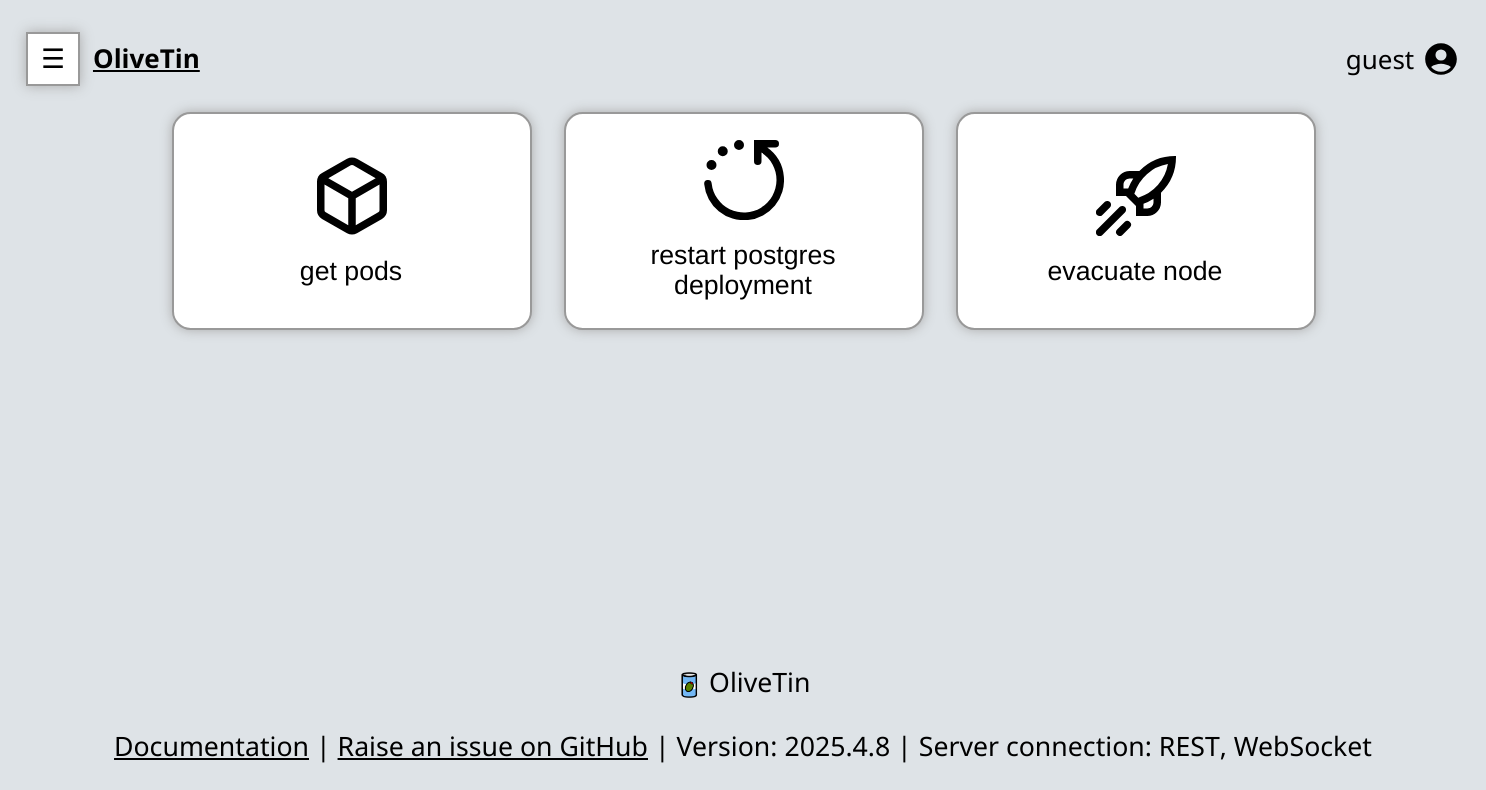 ☰ OliveTin
guest
get pods
restart postgres
deployment
evacuate node
OliveTin
Documentation | Raise an issue on GitHub | Version: 2025.4.8 | Server connection: REST, WebSocket